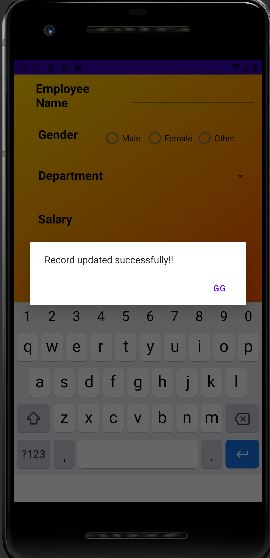 Employee
Name
Gender
Male
Female
Other
Department
Salary
Record updated successfully!!
GG
1 2 3 4 5 6 7 8 9 0
q w e r t y u i o p
a s d f g h j k l
z x c v b n m
?123 , .